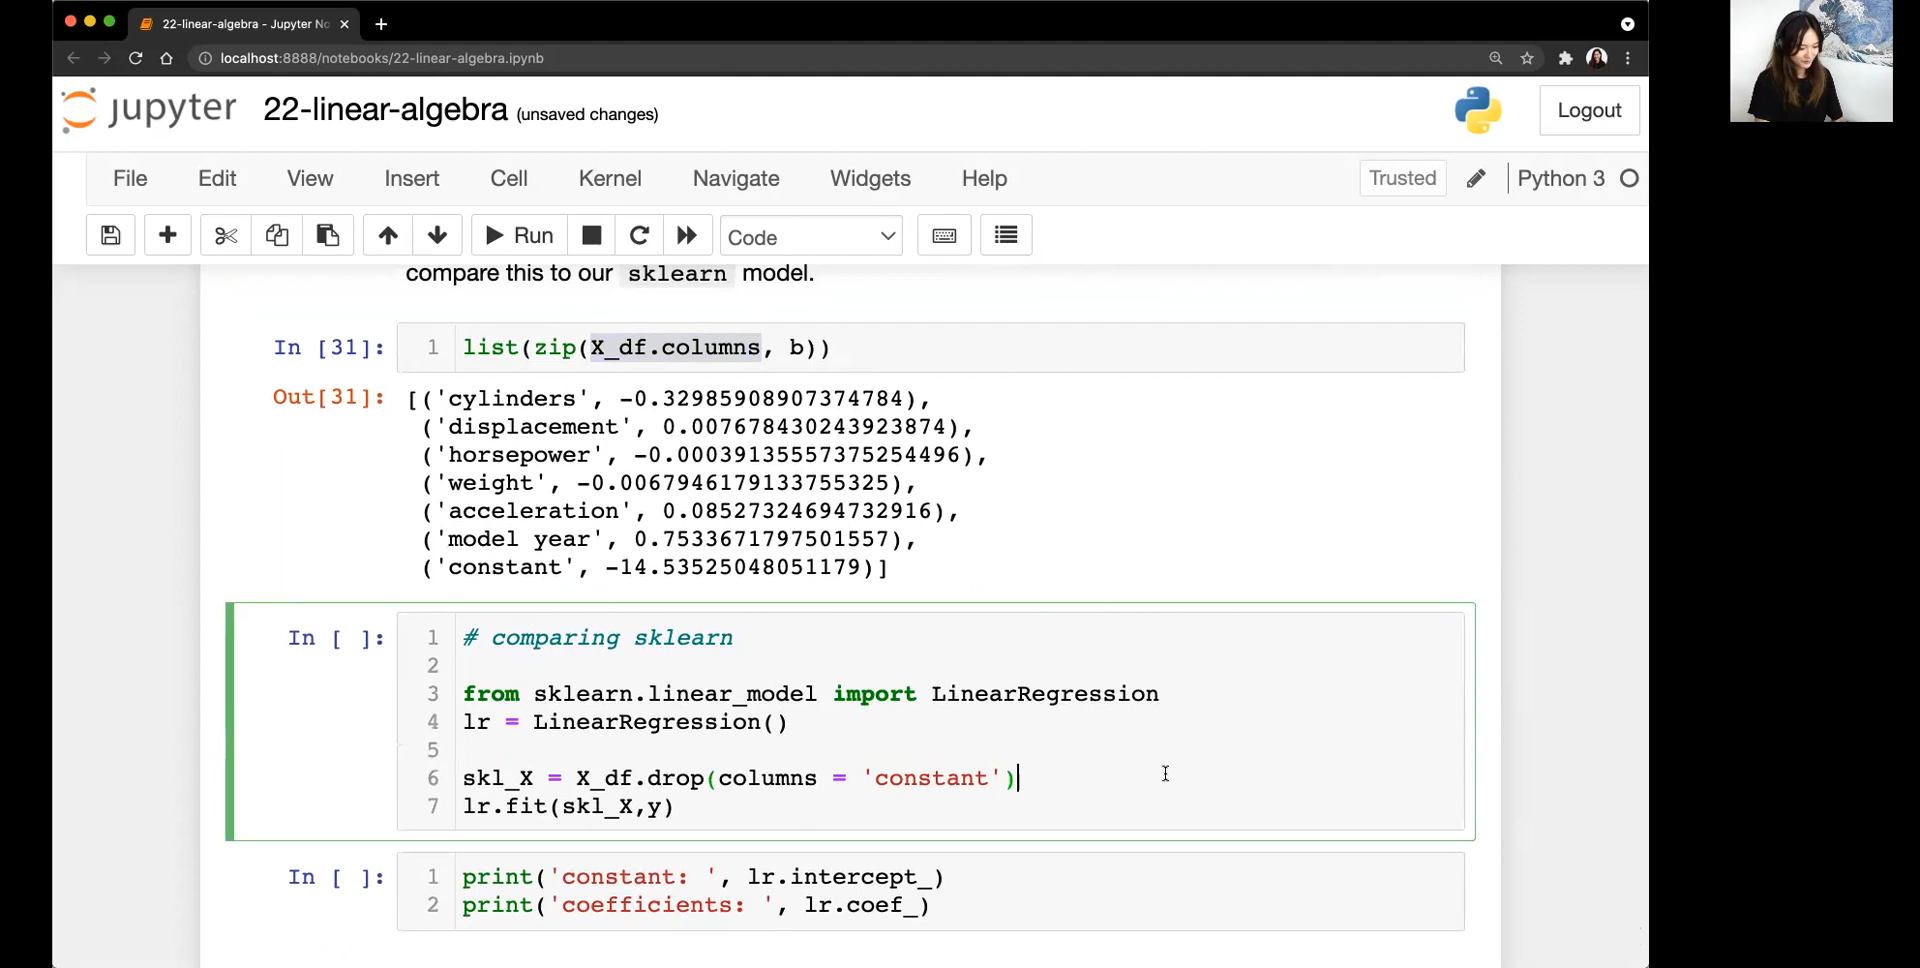 22-linear-algebra - Jupyter No
localhost:8888/notebooks/22-linear-algebra.ipynb
jupyter 22-linear-algebra (unsaved changes)
Logout
File Edit View Insert Cell Kernel Navigate Widgets Help
Trusted Python 3
Run Code
compare this to our sklearn model.
In [31]: 1 list(zip(X_df.columns, b))
Out[31]: [('cylinders', -0.32985908907374784),
('displacement', 0.007678430243923874),
('horsepower', -0.00039135557375254496),
('weight', -0.0067946179133755325),
('acceleration', 0.08527324694732916),
('model year', 0.7533671797501557),
('constant', -14.53525048051179)]
In [ ]: 1 # comparing sklearn
2
3 from sklearn.linear_model import LinearRegression
4 lr = LinearRegression()
5
6 skl_X = X_df.drop(columns = 'constant')
7 lr.fit(skl_X,y)
In [ ]: 1 print('constant: ', lr.intercept_)
2 print('coefficients: ', lr.coef_)